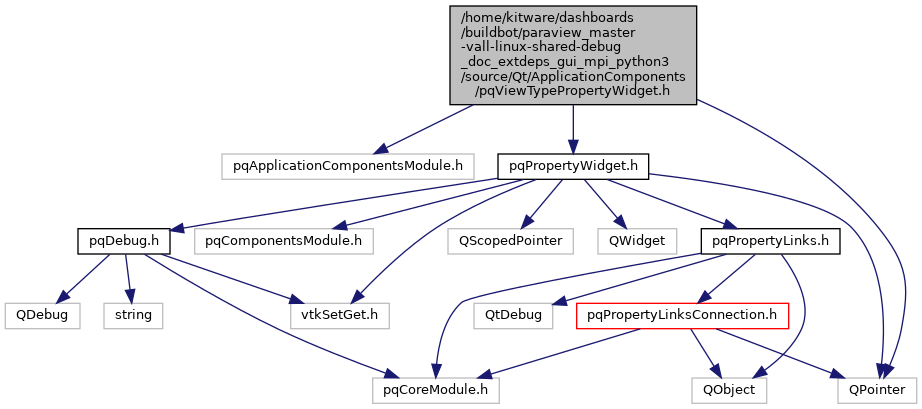 /home/kitware/dashboards
/buildbot/paraview_master
-vall-linux-shared-debug
_doc_extdeps_gui_mpi_python3
/source/Qt/ApplicationComponents
/pqViewTypePropertyWidget.h
pqApplicationComponentsModule.h
pqPropertyWidget.h
pqDebug.h
pqComponentsModule.h
QScopedPointer
QWidget
pqPropertyLinks.h
QDebug
string
vtkSetGet.h
QtDebug
pqPropertyLinksConnection.h
pqCoreModule.h
QObject
QPointer